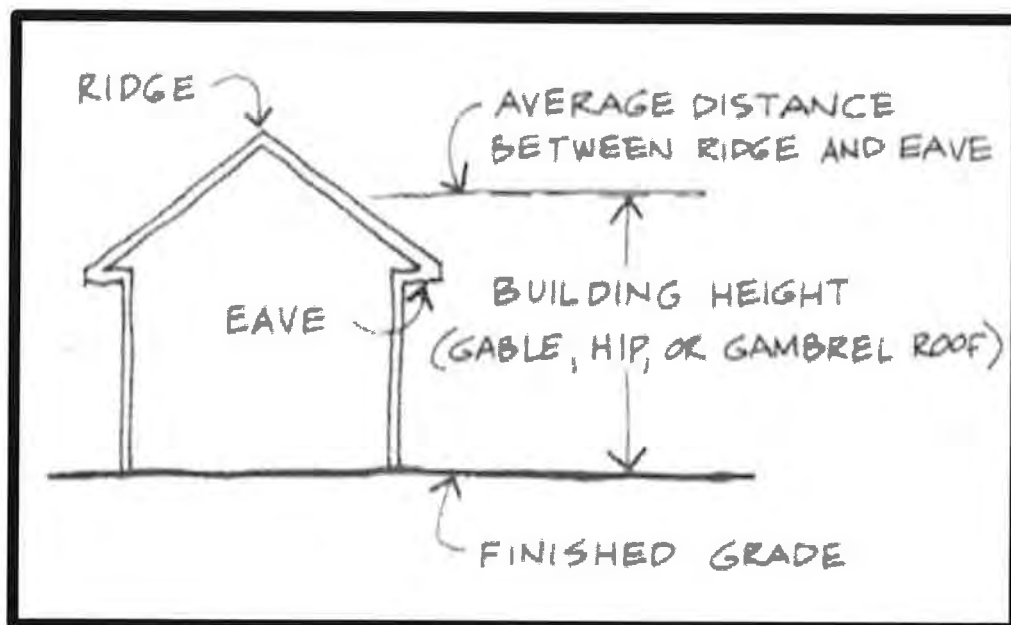 RIDGE
AVERAGE DISTANCE
BETWEEN RIDGE AND EAVE
EAVE
BUILDING HEIGHT
(GABLE, HIP, OR GAMBREL ROOF)
FINISHED GRADE